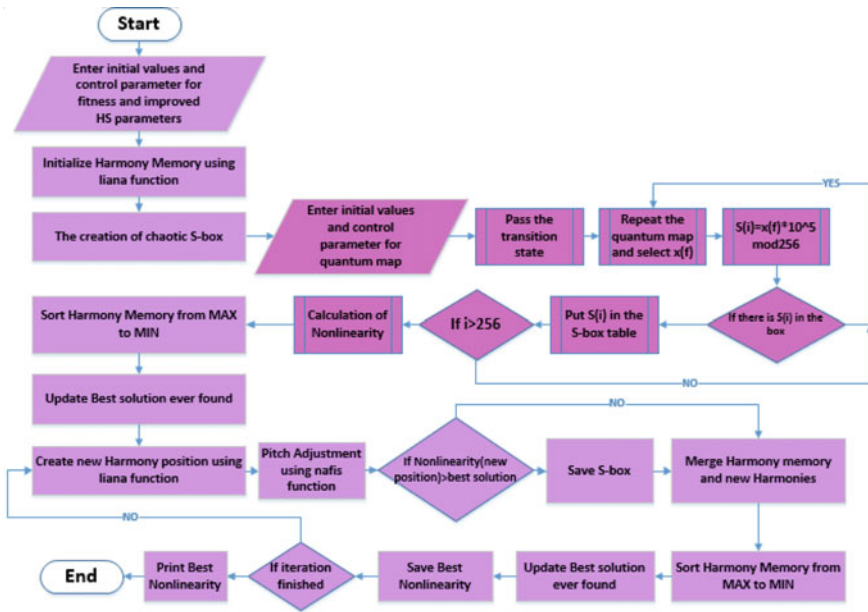 Start
Enter initial values and
control parameter for
fitness and improved
HS parameters
Initialize Harmony Memory using
liana function
The creation of chaotic S-box
Enter initial values
and control
parameter for
quantum map
Pass the
transition
state
Repeat the
quantum map
and select x(f)
YES
S(i)=x(f)*10^5
mod256
If there is S(i) in the
box
Put S(i) in the
S-box table
If i>256
NO
Calculation of
Nonlinearity
Sort Harmony Memory from MAX
to MIN
Update Best solution ever found
Create new Harmony position using
liana function
Pitch Adjustment
using nafis
function
If Nonlinearity(new
position)>best solution
NO
Save S-box
Merge Harmony memory
and new Harmonies
Sort Harmony Memory from
MAX to MIN
Update Best solution
ever found
Save Best
Nonlinearity
If iteration
finished
NO
Print Best
Nonlinearity
End